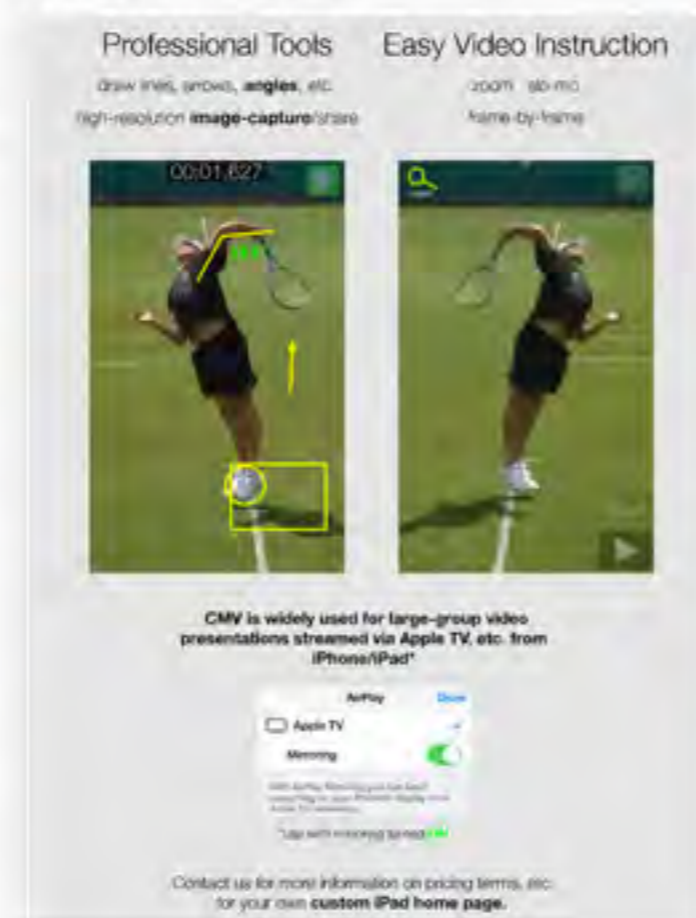 Professional Tools
draw lines, arrows, angles, etc.
high-resolution image-capture/share
Easy Video Instruction
zoom slo-mo
frame-by-frame
00:01.627
CMV is widely used for large-group video
presentations streamed via Apple TV, etc. from
iPhone/iPad*
AirPlay Done
Apple TV
Mirroring
*Use with mirroring turned ON
Contact us for more information on pricing terms, etc.
for your own custom iPad home page.